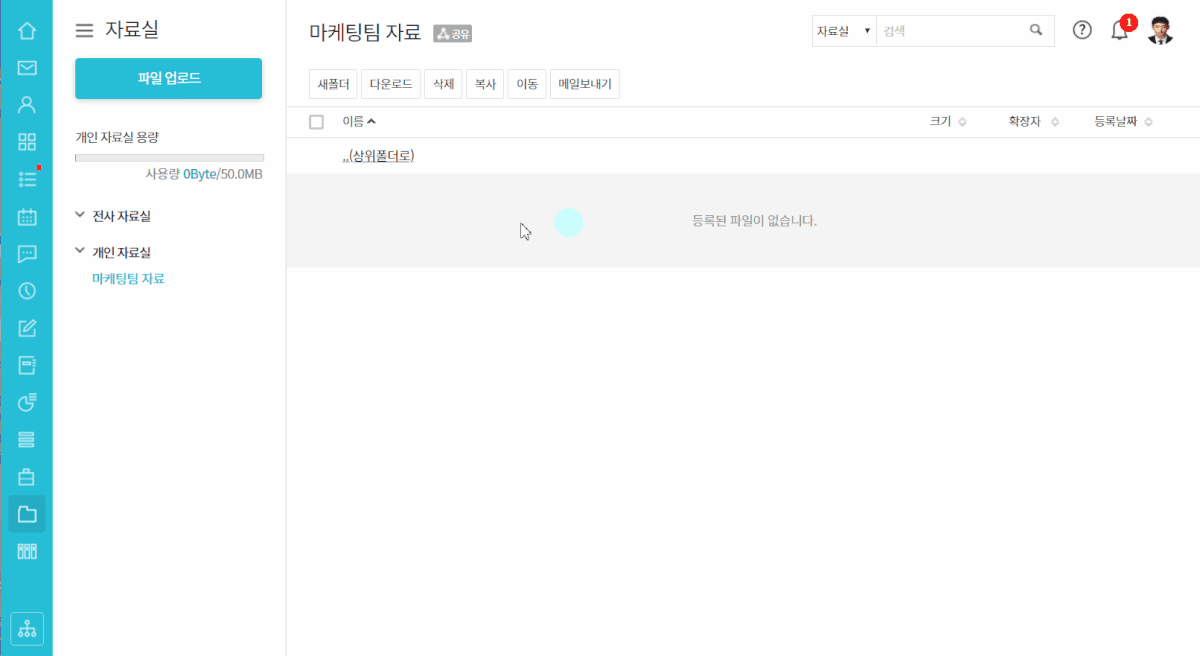 자료실
파일 업로드
개인 자료실 용량
사용량 0Byte/50.0MB
전사 자료실
개인 자료실
마케팅팀 자료
마케팅팀 자료 공유
자료실 검색
1
새폴더 다운로드 삭제 복사 이동 메일보내기
이름 크기 확장자 등록날짜
..(상위폴더로)
등록된 파일이 없습니다.